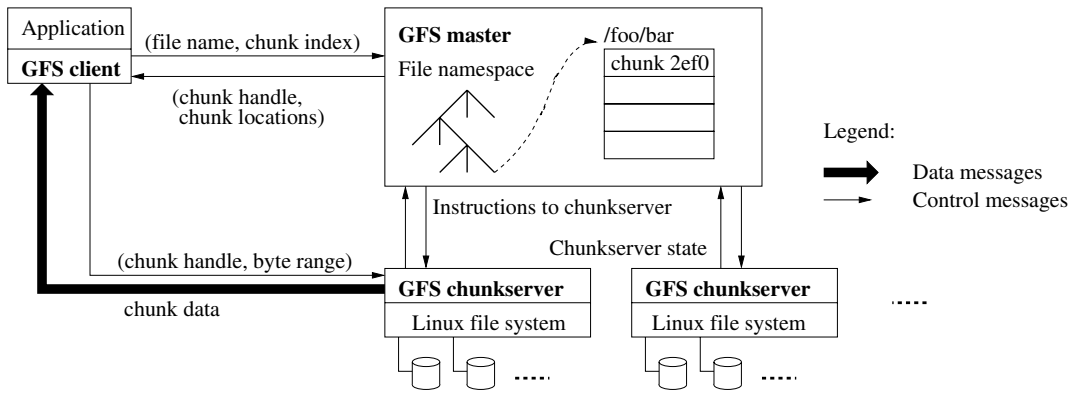 Application
GFS client
(file name, chunk index)
(chunk handle,
chunk locations)
GFS master
File namespace
/foo/bar
chunk 2ef0
Legend:
Data messages
Control messages
Instructions to chunkserver
Chunkserver state
(chunk handle, byte range)
chunk data
GFS chunkserver
Linux file system
GFS chunkserver
Linux file system